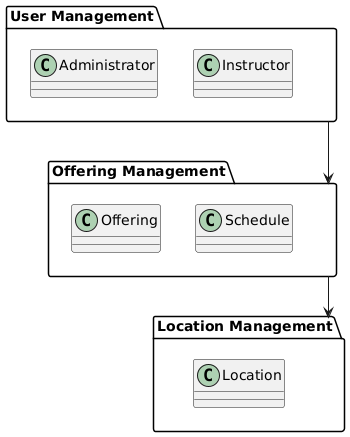 User Management
C Administrator
C Instructor
Offering Management
C Offering
C Schedule
Location Management
C Location